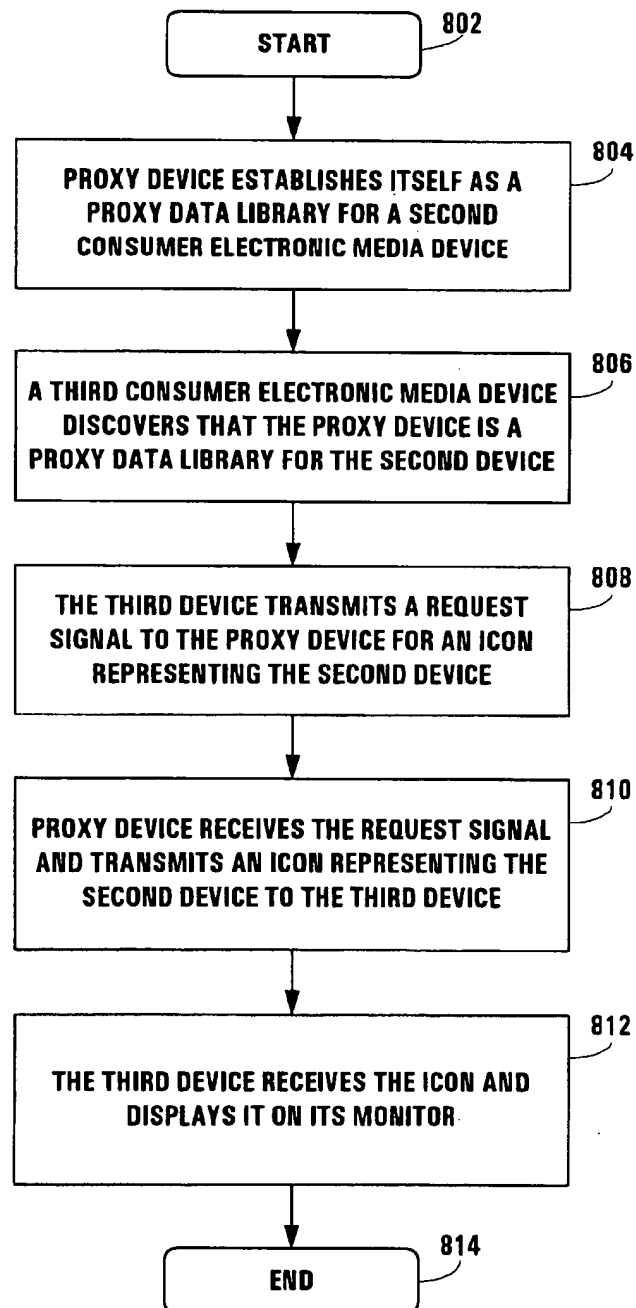 START
802
804
PROXY DEVICE ESTABLISHES ITSELF AS A
PROXY DATA LIBRARY FOR A SECOND
CONSUMER ELECTRONIC MEDIA DEVICE
806
A THIRD CONSUMER ELECTRONIC MEDIA DEVICE
DISCOVERS THAT THE PROXY DEVICE IS A
PROXY DATA LIBRARY FOR THE SECOND DEVICE
808
THE THIRD DEVICE TRANSMITS A REQUEST
SIGNAL TO THE PROXY DEVICE FOR AN ICON
REPRESENTING THE SECOND DEVICE
810
PROXY DEVICE RECEIVES THE REQUEST SIGNAL
AND TRANSMITS AN ICON REPRESENTING THE
SECOND DEVICE TO THE THIRD DEVICE
812
THE THIRD DEVICE RECEIVES THE ICON AND
DISPLAYS IT ON ITS MONITOR
814
END